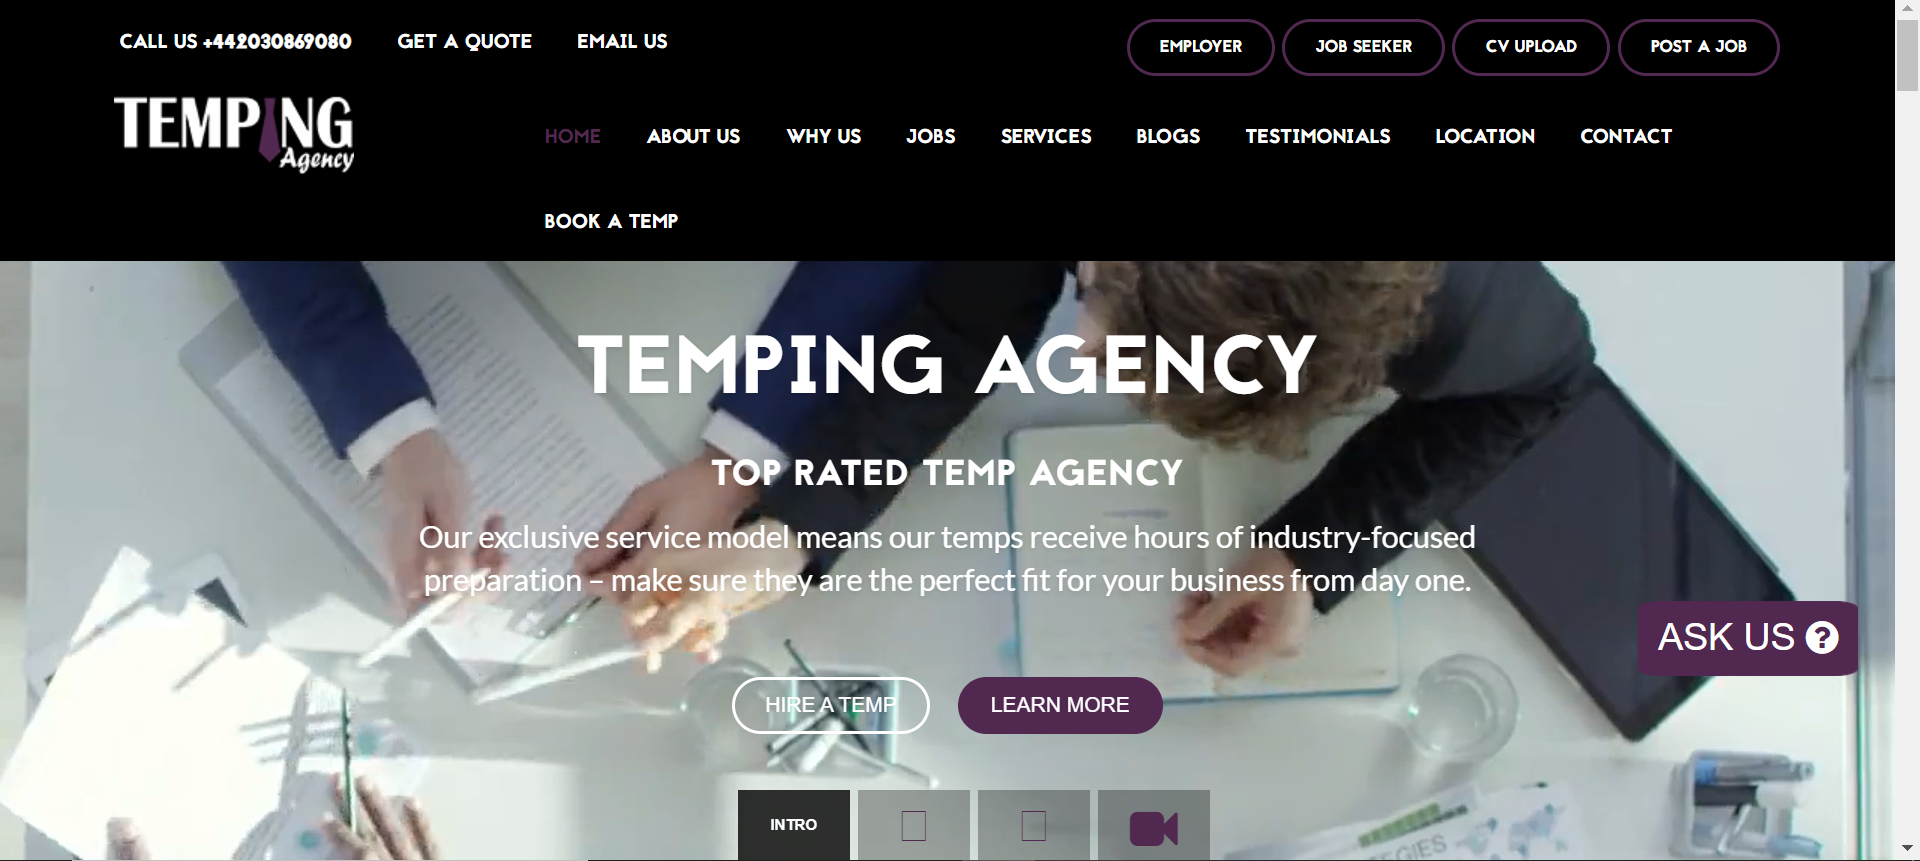 CALL US +442030869080 GET A QUOTE EMAIL US EMPLOYER JOB SEEKER CV UPLOAD POST A JOB
TEMPING
Agency
HOME ABOUT US WHY US JOBS SERVICES BLOGS TESTIMONIALS LOCATION CONTACT
BOOK A TEMP
TEMPING AGENCY
TOP RATED TEMP AGENCY
Our exclusive service model means our temps receive hours of industry-focused
preparation – make sure they are the perfect fit for your business from day one.
ASK US ?
HIRE A TEMP LEARN MORE
INTRO